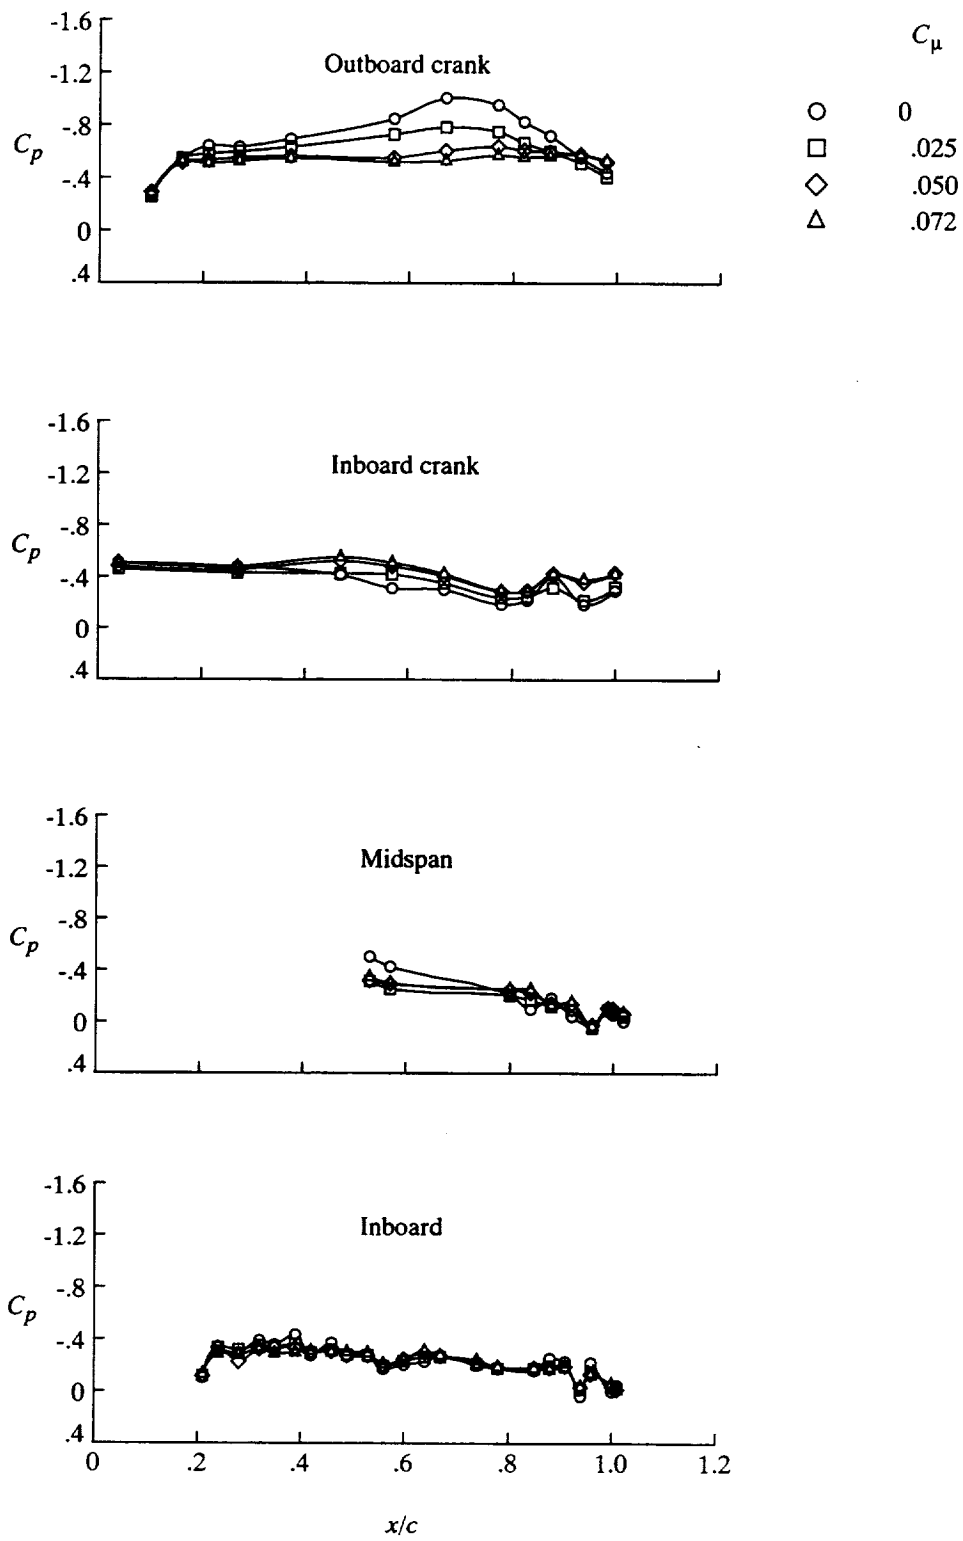 -1.6
-1.2
-.8
-.4
0
.4
C_p
Outboard crank
C_μ
0
.025
.050
.072
-1.6
-1.2
-.8
-.4
0
.4
C_p
Inboard crank
-1.6
-1.2
-.8
-.4
0
.4
C_p
Midspan
-1.6
-1.2
-.8
-.4
0
.4
C_p
Inboard
0 .2 .4 .6 .8 1.0 1.2
x/c